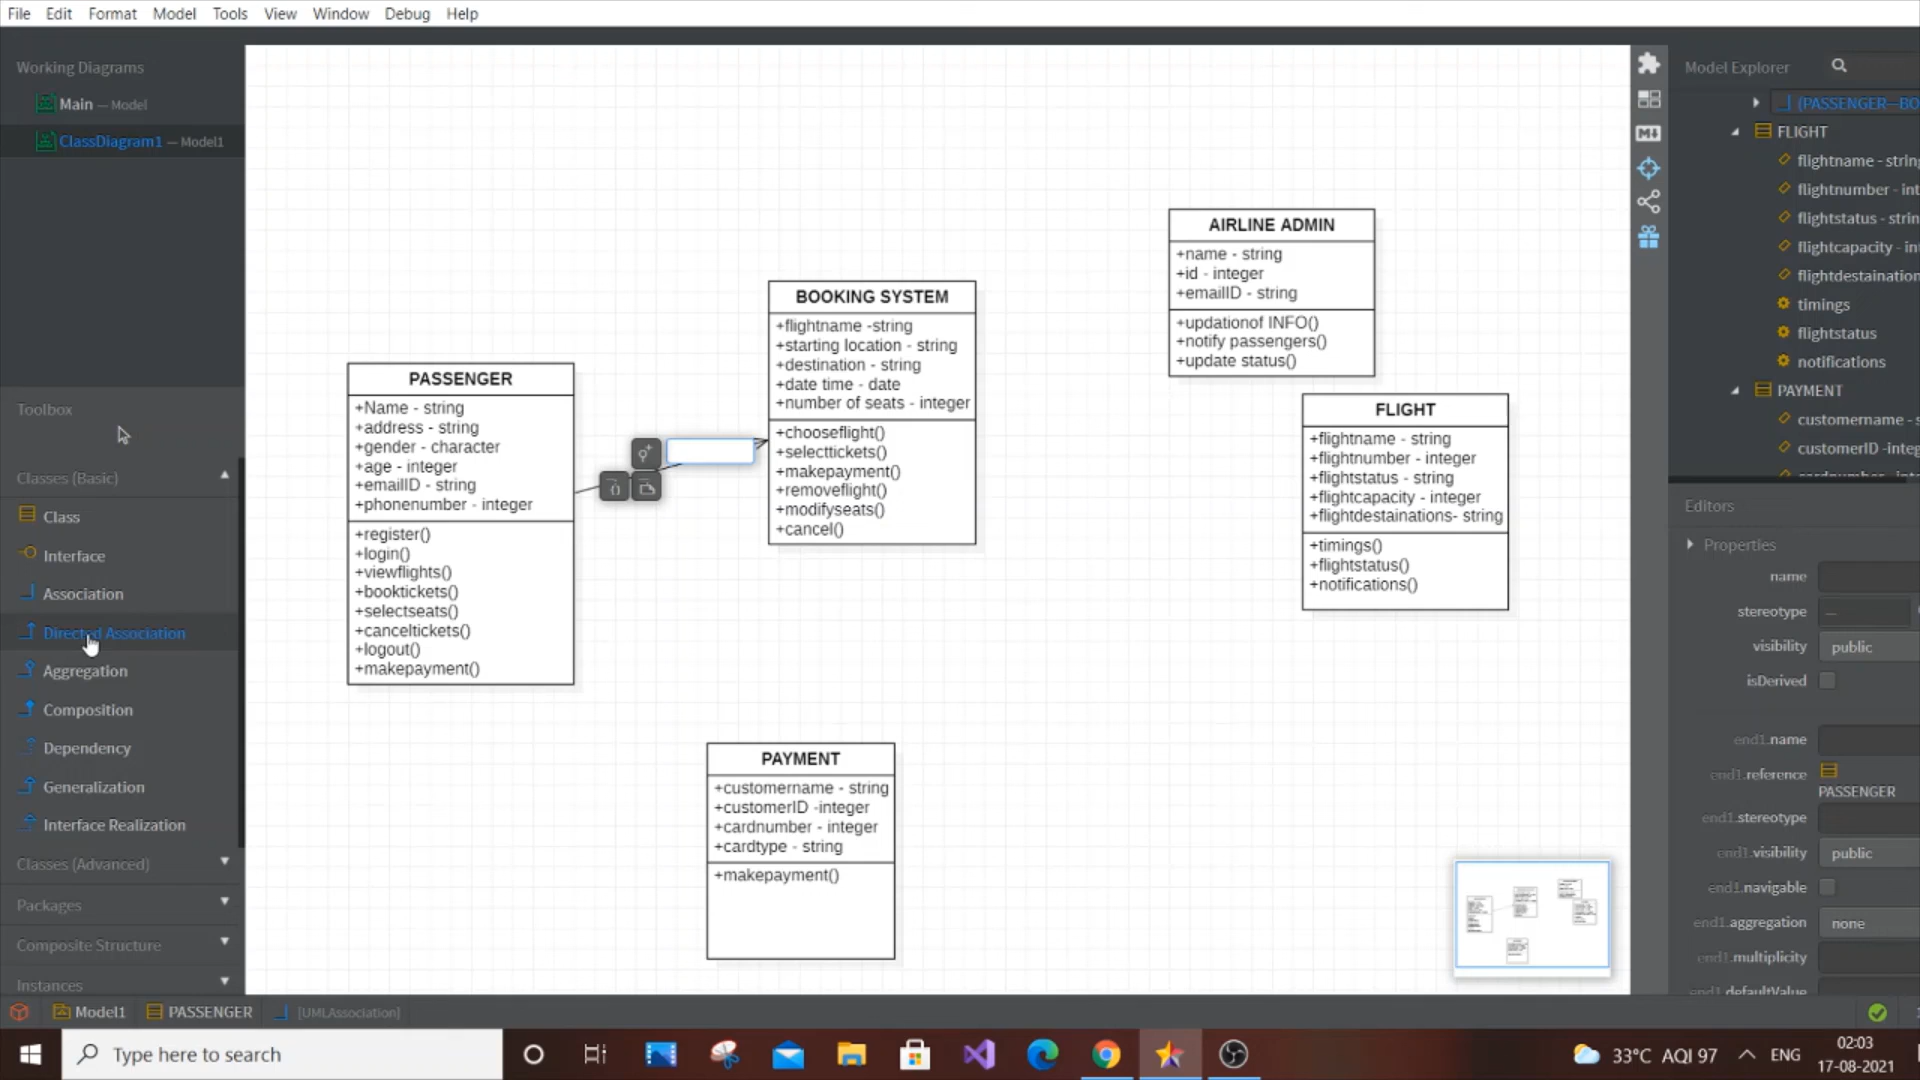 File Edit Format Model Tools View Window Debug Help
Working Diagrams
Main — Model
ClassDiagram1 — Model1
Toolbox
Classes (Basic)
Class
Interface
Association
Directed Association
Aggregation
Composition
Dependency
Generalization
Interface Realization
Classes (Advanced)
Packages
Composite Structure
Instances
PASSENGER
+Name - string
+address - string
+gender - character
+age - integer
+emailID - string
+phonenumber - integer
+register()
+login()
+viewflights()
+booktickets()
+selectseats()
+canceltickets()
+logout()
+makepayment()
BOOKING SYSTEM
+flightname -string
+starting location - string
+destination - string
+date time - date
+number of seats - integer
+chooseflight()
+selecttickets()
+makepayment()
+removeflight()
+modifyseats()
+cancel()
AIRLINE ADMIN
+name - string
+id - integer
+emailID - string
+updationof INFO()
+notify passengers()
+update status()
FLIGHT
+flightname - string
+flightnumber - integer
+flightstatus - string
+flightcapacity - integer
+flightdestainations- string
+timings()
+flightstatus()
+notifications()
PAYMENT
+customername - string
+customerID -integer
+cardnumber - integer
+cardtype - string
+makepayment()
Model Explorer
(PASSENGER—BO
FLIGHT
flightname - string
flightnumber - int
flightstatus - strin
flightcapacity - int
flightdestaination
timings
flightstatus
notifications
PAYMENT
customername - s
customerID -integ
cardnumber - integ
Editors
Properties
name
stereotype —
visibility public
isDerived
end1.name
end1.reference
PASSENGER
end1.stereotype
end1.visibility public
end1.navigable
end1.aggregation none
end1.multiplicity
end1.defaultValue
Model1 PASSENGER [UMLAssociation]
Type here to search
33°C AQI 97 ENG
02:03
17-08-2021